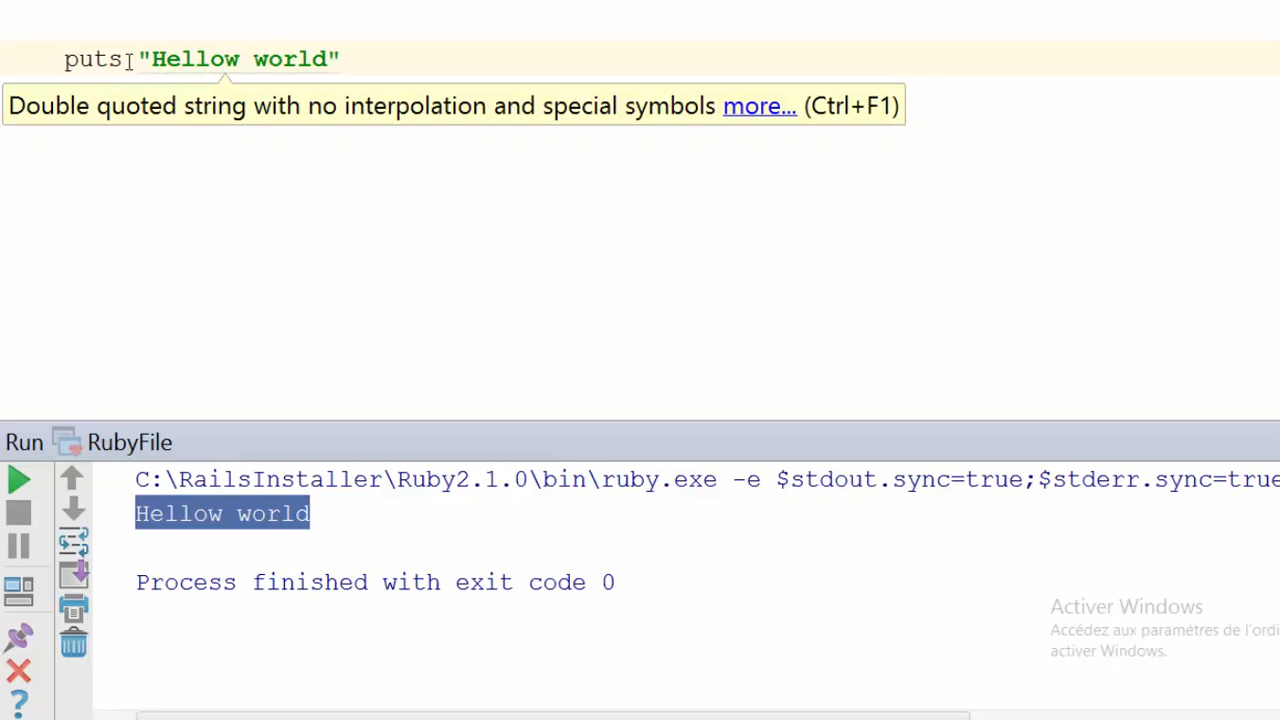 puts "Hellow world"
Double quoted string with no interpolation and special symbols more... (Ctrl+F1)
Run RubyFile
C:\RailsInstaller\Ruby2.1.0\bin\ruby.exe -e $stdout.sync=true;$stderr.sync=true
Hellow world
Process finished with exit code 0
Activer Windows
Accédez aux paramètres de l'ordi
activer Windows.